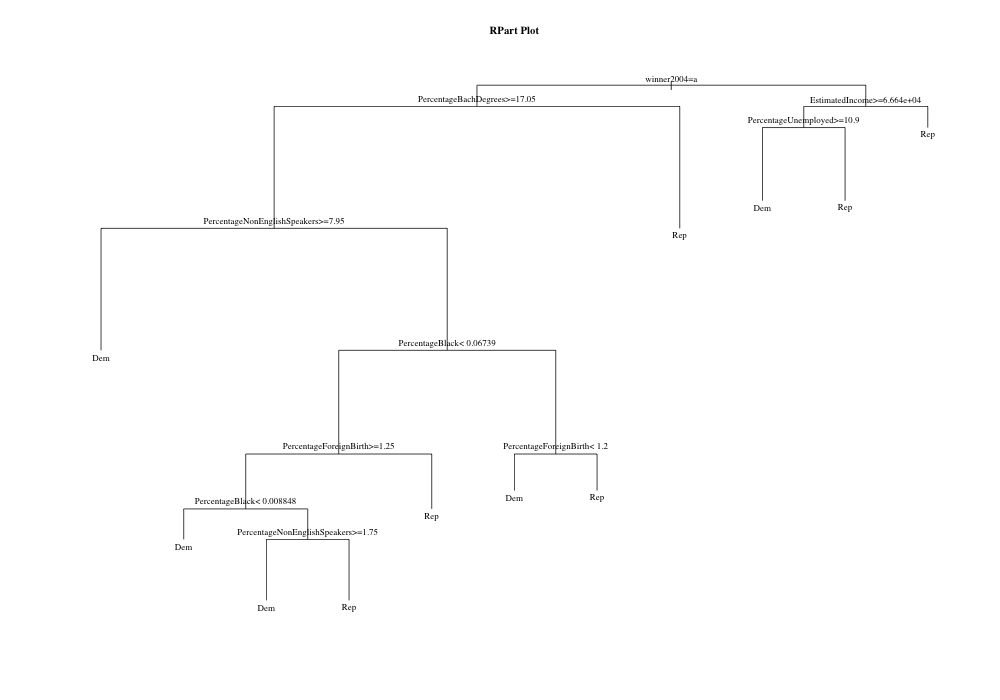 RPart Plot
winner2004=a
PercentageBachDegrees>=17.05
EstimatedIncome>=6.664e+04
PercentageUnemployed>=10.9
Rep
Dem
Rep
PercentageNonEnglishSpeakers>=7.95
Rep
Dem
PercentageBlack< 0.06739
PercentageForeignBirth>=1.25
PercentageForeignBirth< 1.2
Dem
Rep
PercentageBlack< 0.008848
Rep
Dem
PercentageNonEnglishSpeakers>=1.75
Dem
Rep